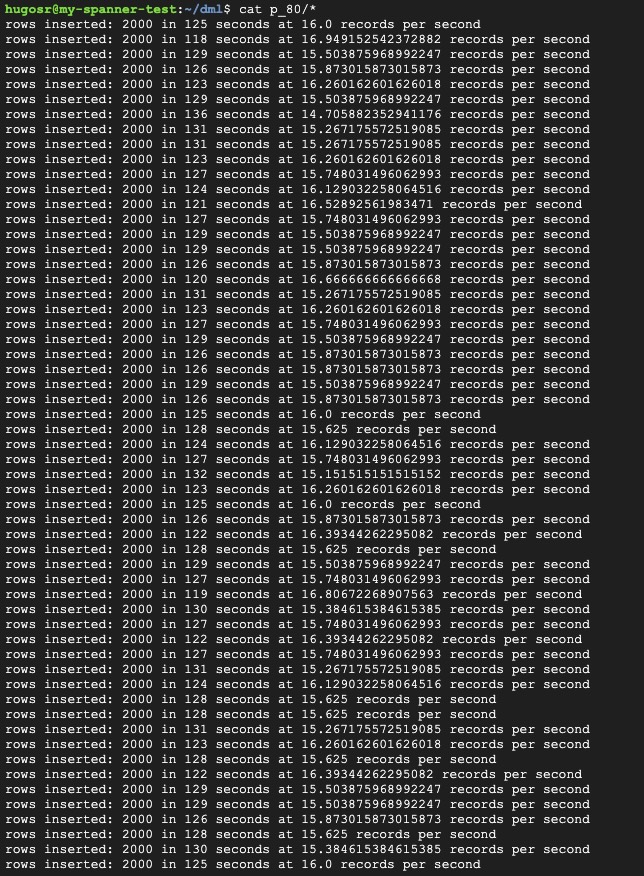 hugosr@my-spanner-test:~/dml$ cat p_80/*
rows inserted: 2000 in 125 seconds at 16.0 records per second
rows inserted: 2000 in 118 seconds at 16.949152542372882 records per second
rows inserted: 2000 in 129 seconds at 15.503875968992247 records per second
rows inserted: 2000 in 126 seconds at 15.873015873015873 records per second
rows inserted: 2000 in 123 seconds at 16.260162601626018 records per second
rows inserted: 2000 in 129 seconds at 15.503875968992247 records per second
rows inserted: 2000 in 136 seconds at 14.705882352941176 records per second
rows inserted: 2000 in 131 seconds at 15.267175572519085 records per second
rows inserted: 2000 in 131 seconds at 15.267175572519085 records per second
rows inserted: 2000 in 123 seconds at 16.260162601626018 records per second
rows inserted: 2000 in 127 seconds at 15.748031496062993 records per second
rows inserted: 2000 in 124 seconds at 16.129032258064516 records per second
rows inserted: 2000 in 121 seconds at 16.52892561983471 records per second
rows inserted: 2000 in 127 seconds at 15.748031496062993 records per second
rows inserted: 2000 in 129 seconds at 15.503875968992247 records per second
rows inserted: 2000 in 129 seconds at 15.503875968992247 records per second
rows inserted: 2000 in 126 seconds at 15.873015873015873 records per second
rows inserted: 2000 in 120 seconds at 16.666666666666668 records per second
rows inserted: 2000 in 131 seconds at 15.267175572519085 records per second
rows inserted: 2000 in 123 seconds at 16.260162601626018 records per second
rows inserted: 2000 in 127 seconds at 15.748031496062993 records per second
rows inserted: 2000 in 129 seconds at 15.503875968992247 records per second
rows inserted: 2000 in 126 seconds at 15.873015873015873 records per second
rows inserted: 2000 in 126 seconds at 15.873015873015873 records per second
rows inserted: 2000 in 129 seconds at 15.503875968992247 records per second
rows inserted: 2000 in 126 seconds at 15.873015873015873 records per second
rows inserted: 2000 in 125 seconds at 16.0 records per second
rows inserted: 2000 in 128 seconds at 15.625 records per second
rows inserted: 2000 in 124 seconds at 16.129032258064516 records per second
rows inserted: 2000 in 127 seconds at 15.748031496062993 records per second
rows inserted: 2000 in 132 seconds at 15.151515151515152 records per second
rows inserted: 2000 in 123 seconds at 16.260162601626018 records per second
rows inserted: 2000 in 125 seconds at 16.0 records per second
rows inserted: 2000 in 126 seconds at 15.873015873015873 records per second
rows inserted: 2000 in 122 seconds at 16.39344262295082 records per second
rows inserted: 2000 in 128 seconds at 15.625 records per second
rows inserted: 2000 in 129 seconds at 15.503875968992247 records per second
rows inserted: 2000 in 127 seconds at 15.748031496062993 records per second
rows inserted: 2000 in 119 seconds at 16.80672268907563 records per second
rows inserted: 2000 in 130 seconds at 15.384615384615385 records per second
rows inserted: 2000 in 127 seconds at 15.748031496062993 records per second
rows inserted: 2000 in 122 seconds at 16.39344262295082 records per second
rows inserted: 2000 in 127 seconds at 15.748031496062993 records per second
rows inserted: 2000 in 131 seconds at 15.267175572519085 records per second
rows inserted: 2000 in 124 seconds at 16.129032258064516 records per second
rows inserted: 2000 in 128 seconds at 15.625 records per second
rows inserted: 2000 in 128 seconds at 15.625 records per second
rows inserted: 2000 in 131 seconds at 15.267175572519085 records per second
rows inserted: 2000 in 123 seconds at 16.260162601626018 records per second
rows inserted: 2000 in 128 seconds at 15.625 records per second
rows inserted: 2000 in 122 seconds at 16.39344262295082 records per second
rows inserted: 2000 in 129 seconds at 15.503875968992247 records per second
rows inserted: 2000 in 129 seconds at 15.503875968992247 records per second
rows inserted: 2000 in 126 seconds at 15.873015873015873 records per second
rows inserted: 2000 in 128 seconds at 15.625 records per second
rows inserted: 2000 in 130 seconds at 15.384615384615385 records per second
rows inserted: 2000 in 125 seconds at 16.0 records per second